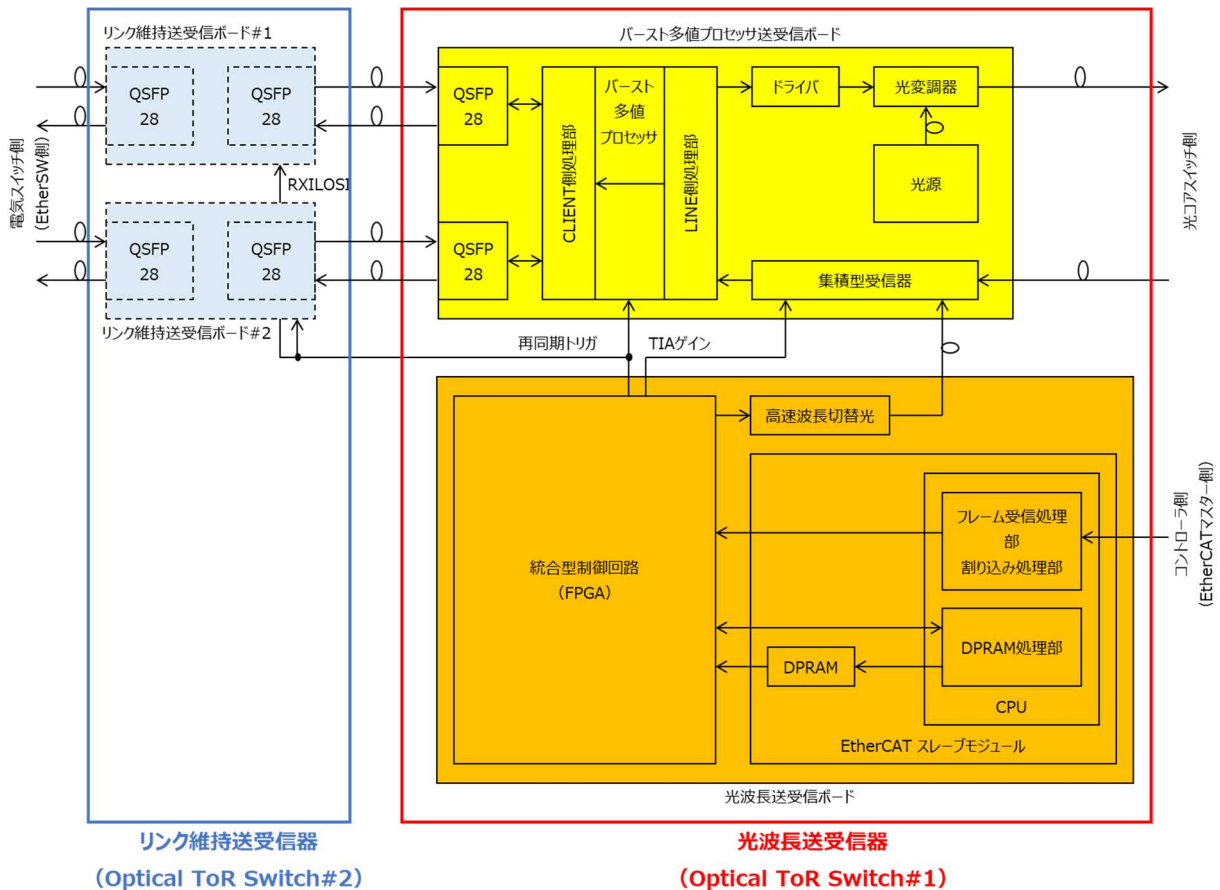 リンク維持送受信ボード#1
バースト多値プロセッサ送受信ボード
QSFP
28
QSFP
28
QSFP
28
CLIENT側処理部
バースト
多値
プロセッサ
LINE側処理部
ドライバ
光変調器
光源
電気スイッチ側
(EtherSW側)
RXILOSI
光コアスイッチ側
QSFP
28
QSFP
28
QSFP
28
集積型受信器
リンク維持送受信ボード#2
再同期トリガ
TIAゲイン
高速波長切替光
統合型制御回路
(FPGA)
フレーム受信処理
部
割り込み処理部
コントローラ側
(EtherCATマスター側)
DPRAM
DPRAM処理部
CPU
EtherCAT スレーブモジュール
光波長送受信ボード
リンク維持送受信器
(Optical ToR Switch#2)
光波長送受信器
(Optical ToR Switch#1)